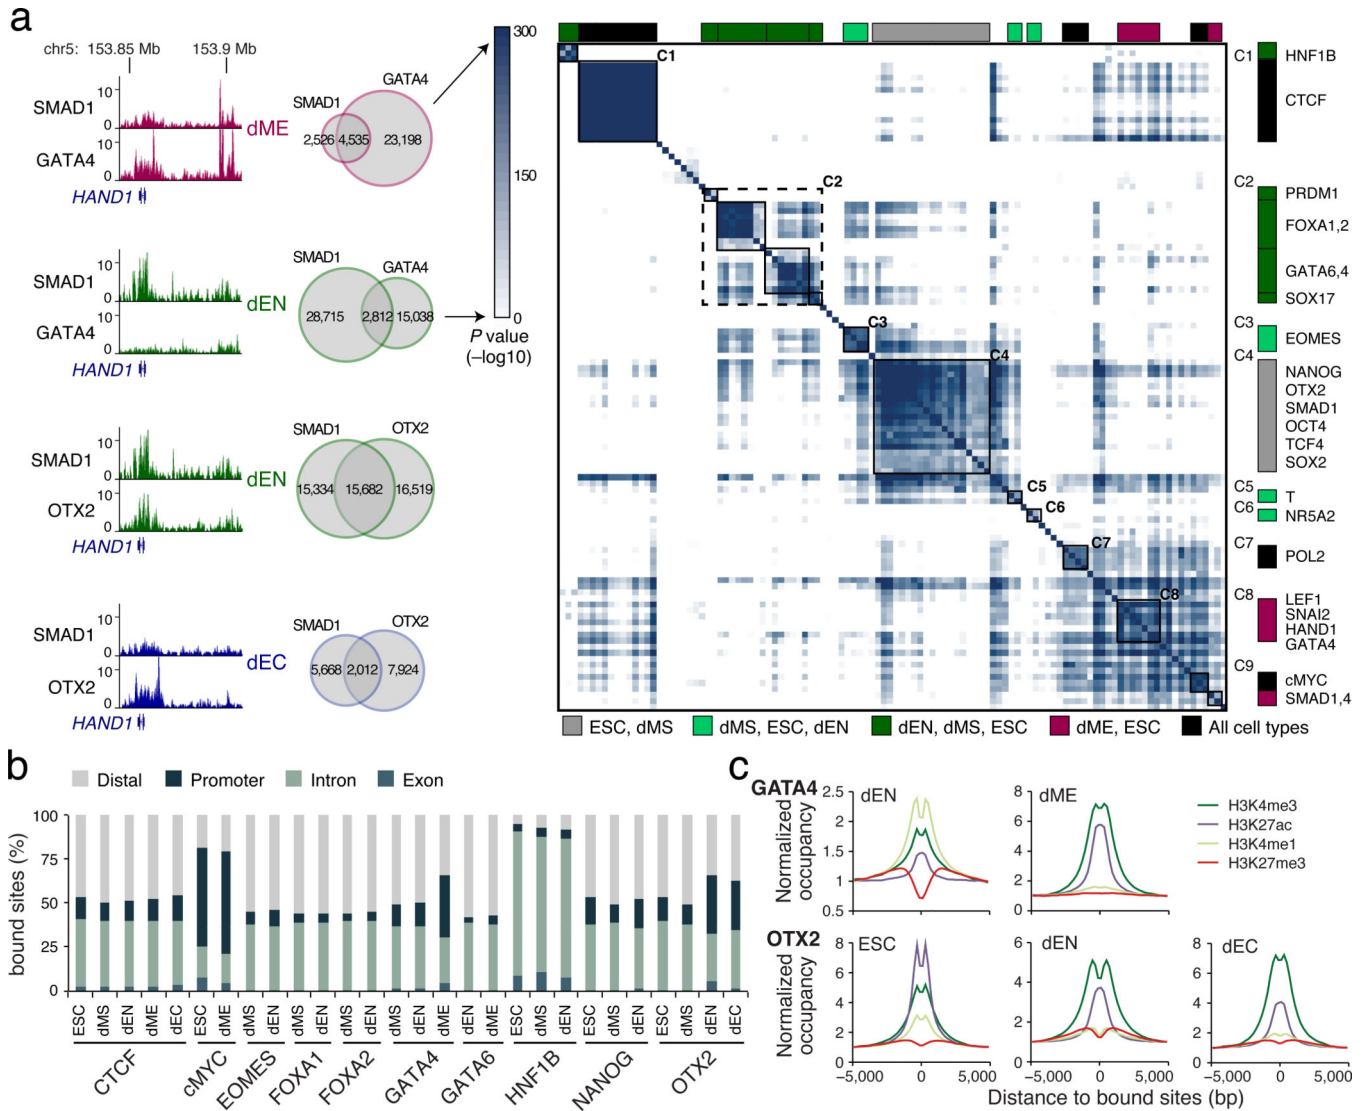 a
chr5: 153.85 Mb 153.9 Mb
SMAD1
10
0
GATA4
10
0
HAND1
dME
SMAD1
GATA4
2,526
4,535
23,198
SMAD1
10
0
GATA4
10
0
HAND1
dEN
SMAD1
GATA4
28,715
2,812
15,038
SMAD1
10
0
OTX2
10
0
HAND1
dEN
SMAD1
OTX2
15,334
15,682
16,519
SMAD1
10
0
OTX2
10
0
HAND1
dEC
SMAD1
OTX2
5,668
2,012
7,924
300
150
0
P value
(–log10)
C1
C2
C3
C4
C5
C6
C7
C8
C9
C1
HNF1B
CTCF
C2
PRDM1
FOXA1,2
GATA6,4
SOX17
C3
EOMES
C4
NANOG
OTX2
SMAD1
OCT4
TCF4
SOX2
C5
T
C6
NR5A2
C7
POL2
C8
LEF1
SNAI2
HAND1
GATA4
cMYC
SMAD1,4
ESC, dMS
dMS, ESC, dEN
dEN, dMS, ESC
dME, ESC
All cell types
b
Distal Promoter Intron Exon
bound sites (%)
100
75
50
25
0
ESC dMS dEN dME dEC ESC dME dMS dEN dMS dEN dMS dEN dMS dEN dME dEN dME ESC dMS dEN ESC dMS dEN ESC dMS dEN dEC
CTCF cMYC EOMES FOXA1 FOXA2 GATA4 GATA6 HNF1B NANOG OTX2
c
GATA4
Normalized
occupancy
dEN
2.5
2
1
0.5
dME
8
6
4
2
0
H3K4me3
H3K27ac
H3K4me1
H3K27me3
OTX2
Normalized
occupancy
ESC
8
6
4
2
0
dEN
6
4
2
0
dEC
8
6
4
2
0
–5,000 0 5,000
–5,000 0 5,000
–5,000 0 5,000
Distance to bound sites (bp)